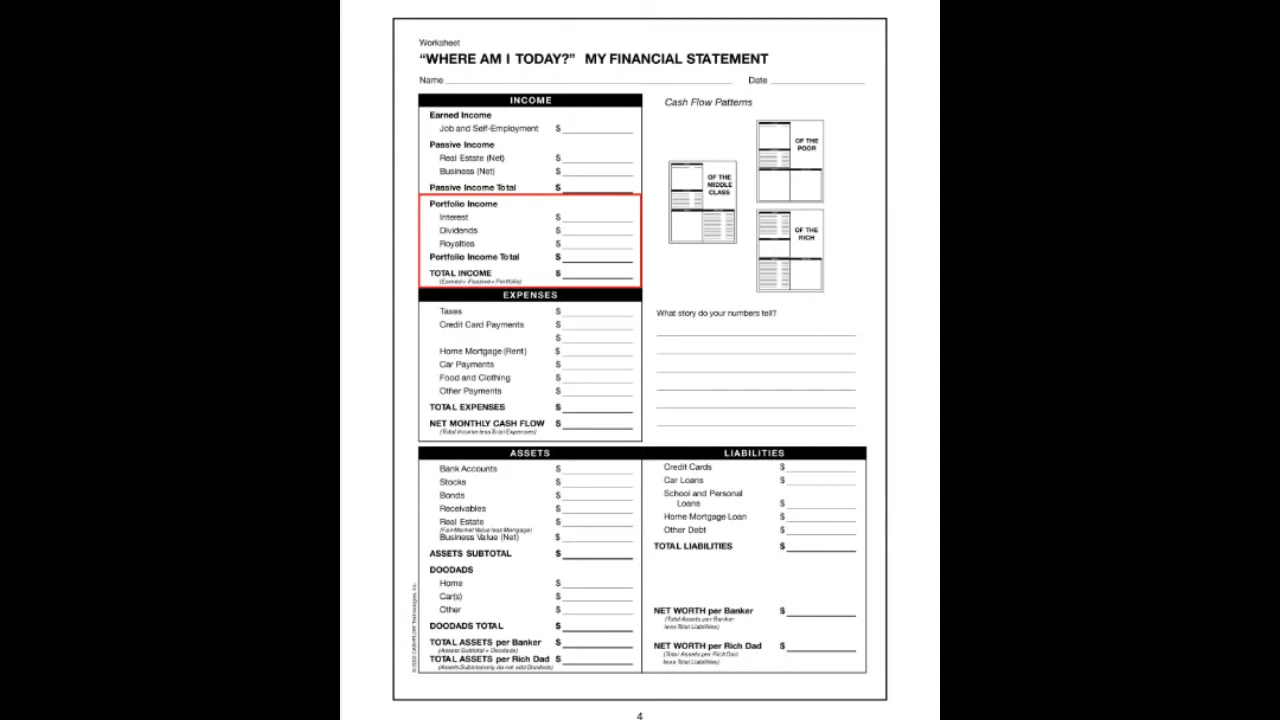 Worksheet
“WHERE AM I TODAY?” MY FINANCIAL STATEMENT
Name
Date
INCOME
Earned Income
Job and Self-Employment $
Passive Income
Real Estate (Net) $
Business (Net) $
Passive Income Total $
Portfolio Income
Interest $
Dividends $
Royalties $
Portfolio Income Total $
TOTAL INCOME $
(Earned + Passive + Portfolio)
EXPENSES
Taxes $
Credit Card Payments $
$
Home Mortgage (Rent) $
Car Payments $
Food and Clothing $
Other Payments $
TOTAL EXPENSES $
NET MONTHLY CASH FLOW $
(Total Income less Total Expenses)
Cash Flow Patterns
OF THE
POOR
OF THE
MIDDLE
CLASS
OF THE
RICH
What story do your numbers tell?
ASSETS
Bank Accounts $
Stocks $
Bonds $
Receivables $
Real Estate $
(Fair Market Value less Mortgage)
Business Value (Net) $
ASSETS SUBTOTAL $
DOODADS
Home $
Car(s) $
Other $
DOODADS TOTAL $
TOTAL ASSETS per Banker $
(Assets Subtotal + Doodads)
TOTAL ASSETS per Rich Dad $
(Assets Subtotal only, do not add Doodads)
LIABILITIES
Credit Cards $
Car Loans $
School and Personal
Loans $
Home Mortgage Loan $
Other Debt $
TOTAL LIABILITIES $
NET WORTH per Banker $
(Total Assets per Banker
less Total Liabilities)
NET WORTH per Rich Dad $
(Total Assets per Rich Dad
less Total Liabilities)
CASHFLOW Technologies, Inc.
4